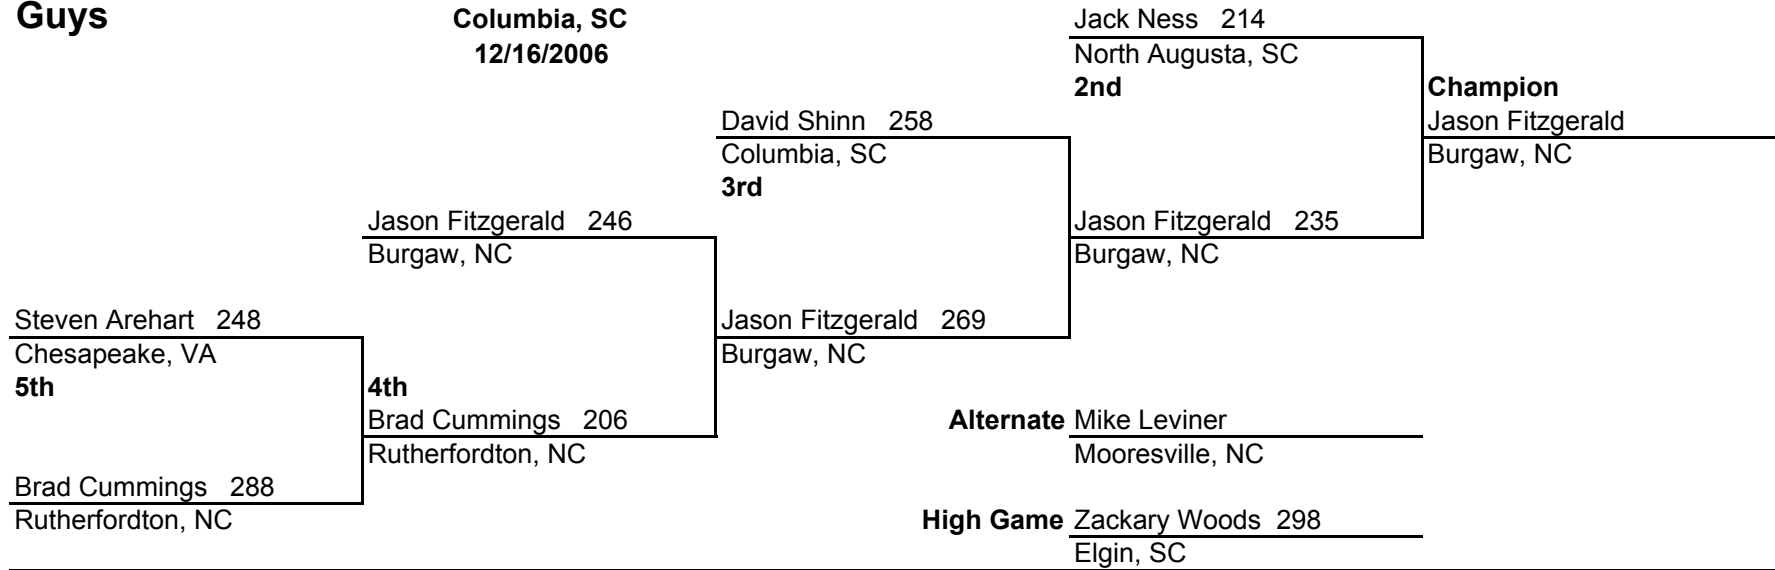 Guys
Columbia, SC
12/16/2006
Jack Ness 214
North Augusta, SC
2nd
Champion
Jason Fitzgerald
Burgaw, NC
David Shinn 258
Columbia, SC
3rd
Jason Fitzgerald 246
Burgaw, NC
Jason Fitzgerald 235
Burgaw, NC
Steven Arehart 248
Chesapeake, VA
5th
Jason Fitzgerald 269
Burgaw, NC
4th
Brad Cummings 206
Rutherfordton, NC
Alternate Mike Leviner
Mooresville, NC
Brad Cummings 288
Rutherfordton, NC
High Game Zackary Woods 298
Elgin, SC